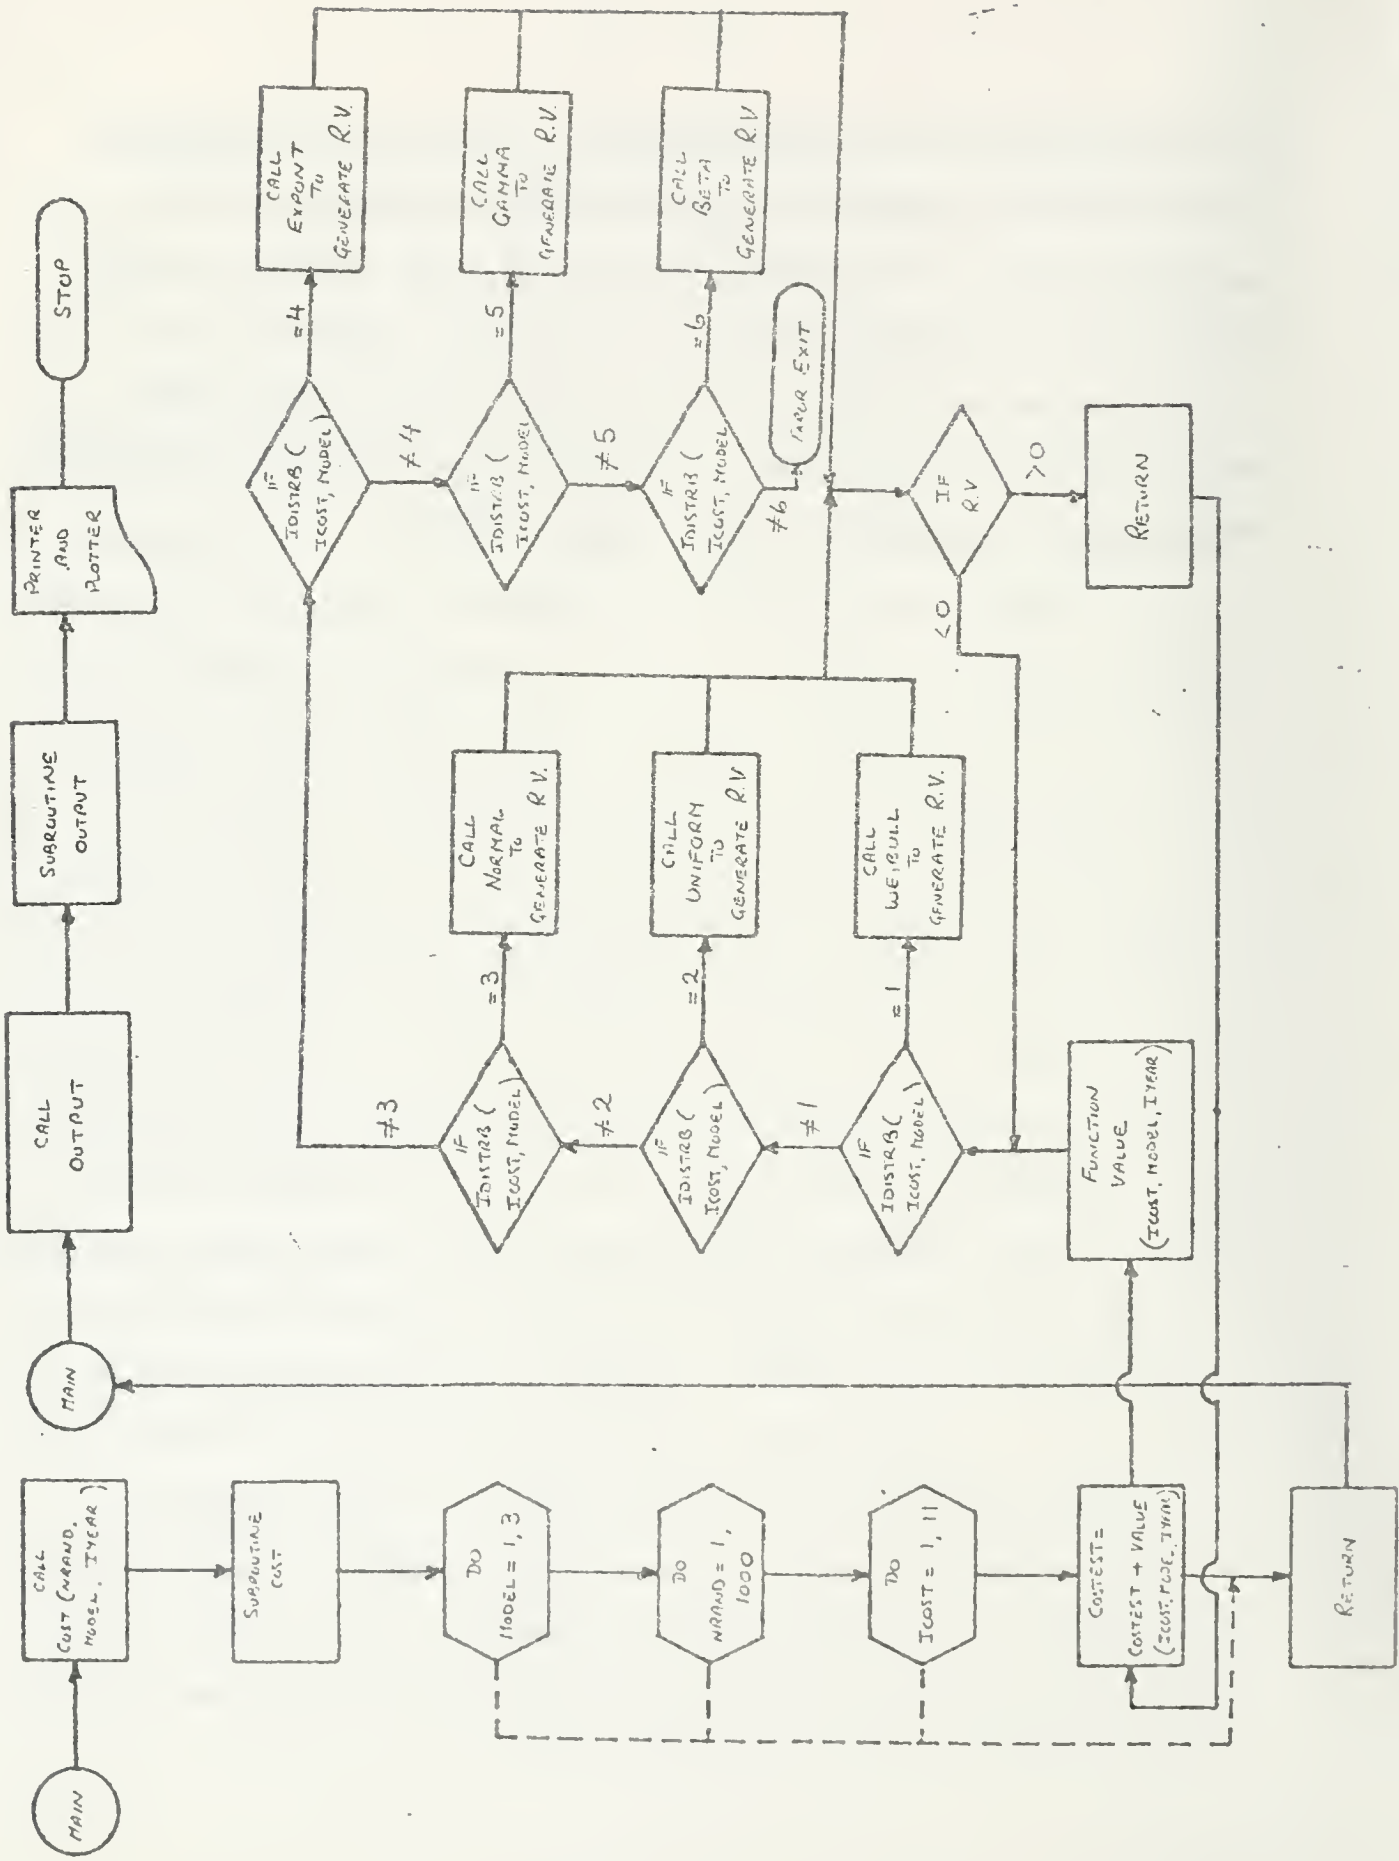 MAIN
CALL
COST (NRAND,
MODEL, IYEAR)
SUBROUTINE
COST
DO
MODEL = 1, 3
DO
NRAND = 1,
1000
DO
ICOST = 1, 11
COSTEST =
COSTEST + VALUE
(ICOST, MODE, IYEAR)
RETURN
MAIN
CALL
OUTPUT
SUBROUTINE
OUTPUT
PRINTER
AND
PLOTTER
STOP
FUNCTION
VALUE
(ICOST, MODEL, IYEAR)
IF
IDISTRB (
ICOST, MODEL)
= 1
CALL
WEIBULL
TO
GENERATE R.V.
≠ 1
IF
IDISTRB (
ICOST, MODEL)
= 2
CALL
UNIFORM
TO
GENERATE R.V
≠ 2
IF
IDISTRB (
ICOST, MODEL)
= 3
CALL
NORMAL
TO
GENERATE R.V.
≠ 3
IF
IDISTRB (
ICOST, MODEL)
= 4
CALL
EXPONT
TO
GENERATE R.V.
≠ 4
IF
IDISTRB (
ICOST, MODEL
= 5
CALL
GAMMA
TO
GENERATE R.V.
≠ 5
IF
IDISTRB (
ICOST, MODEL
= 6
CALL
BETA
TO
GENERATE R.V
≠ 6
ERROR EXIT
IF
R.V
< 0
> 0
RETURN